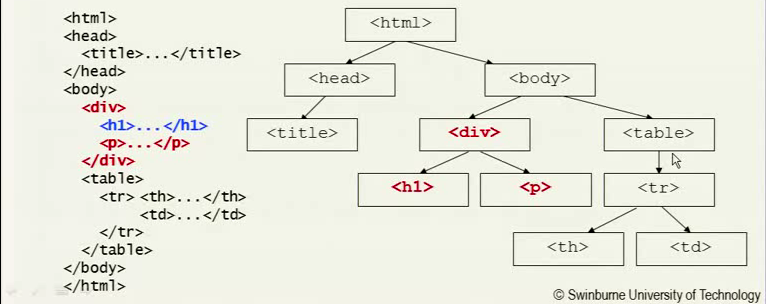 <html>
<head>
<title>...</title>
</head>
<body>
<div>
<h1>...</h1>
<p>...</p>
</div>
<table>
<tr> <th>...</th>
<td>...</td>
</tr>
</table>
</body>
</html>
<html>
<head> <body>
<title> <div> <table>
<h1> <p> <tr>
<th> <td>
© Swinburne University of Technology